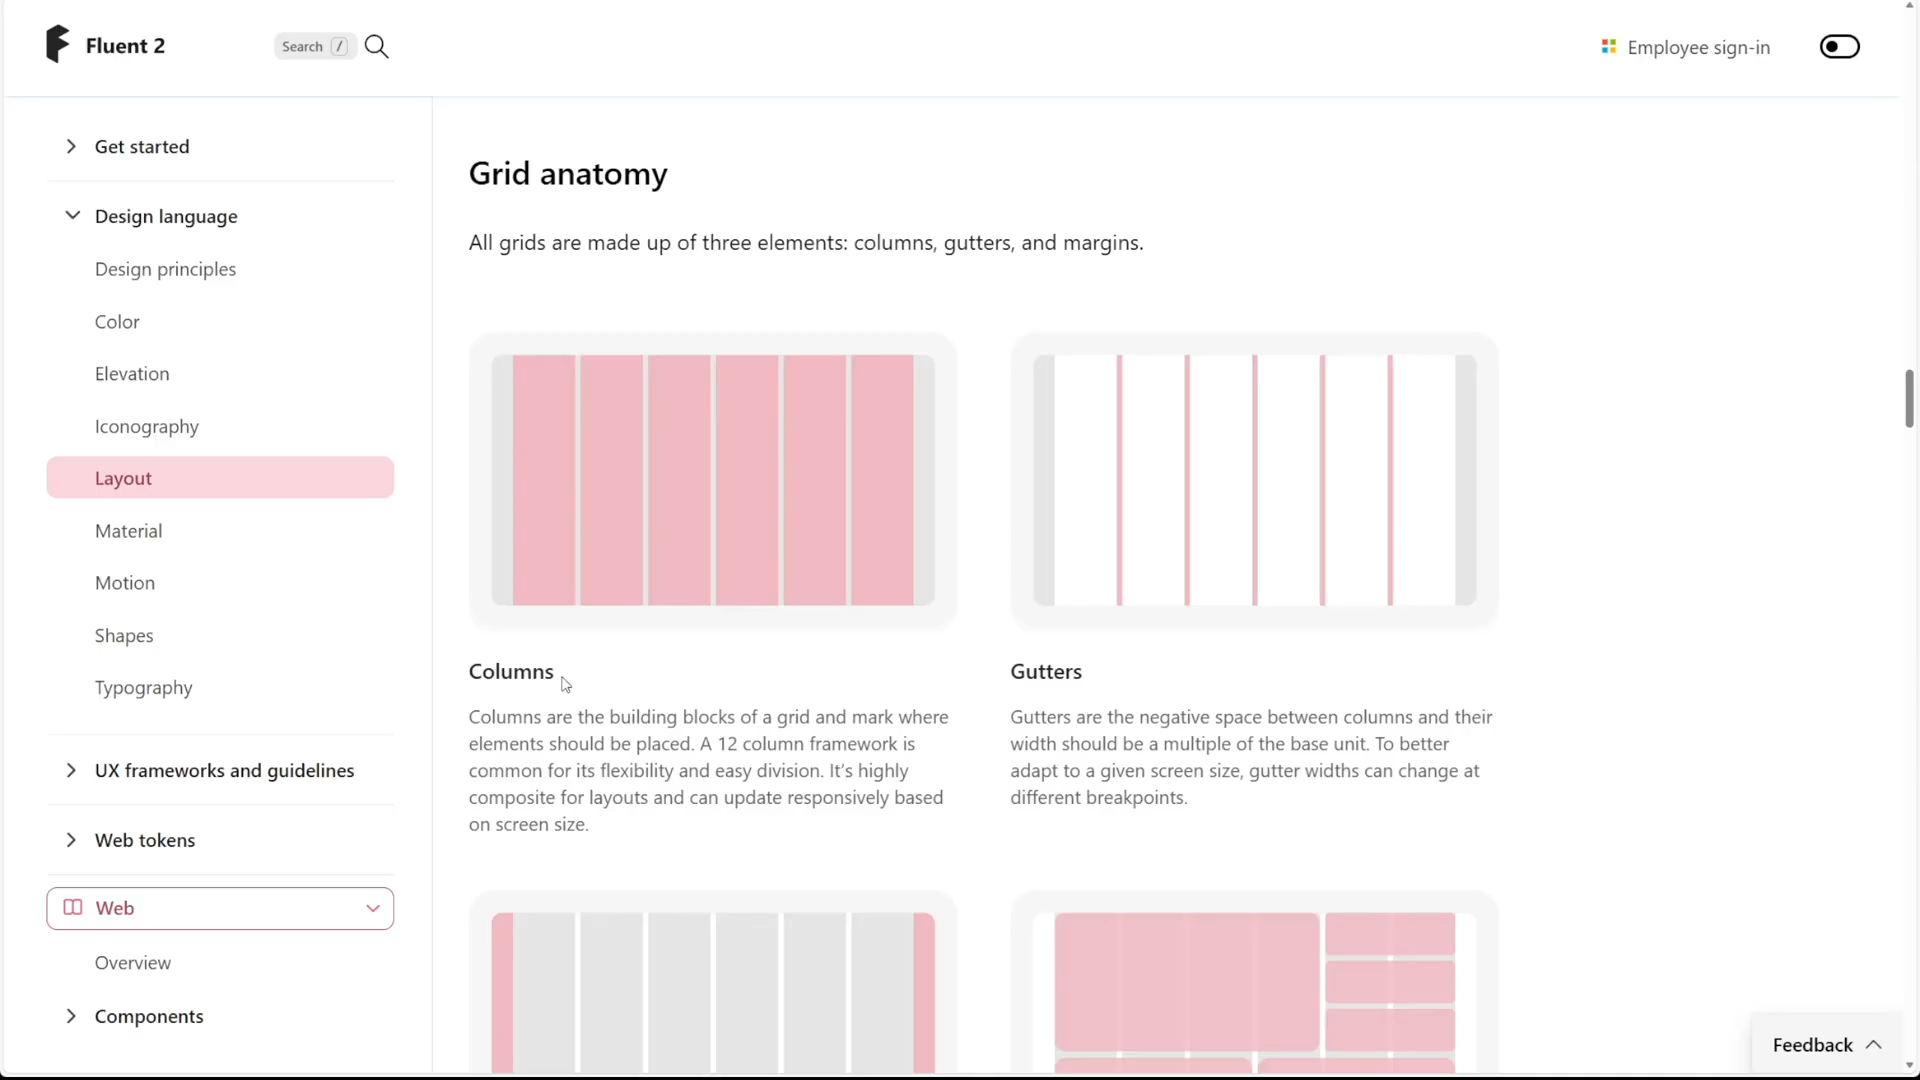 Fluent 2
Search /
Employee sign-in
Get started
Design language
Design principles
Color
Elevation
Iconography
Layout
Material
Motion
Shapes
Typography
UX frameworks and guidelines
Web tokens
Web
Overview
Components
Grid anatomy
All grids are made up of three elements: columns, gutters, and margins.
Columns
Columns are the building blocks of a grid and mark where
elements should be placed. A 12 column framework is
common for its flexibility and easy division. It's highly
composite for layouts and can update responsively based
on screen size.
Gutters
Gutters are the negative space between columns and their
width should be a multiple of the base unit. To better
adapt to a given screen size, gutter widths can change at
different breakpoints.
Feedback